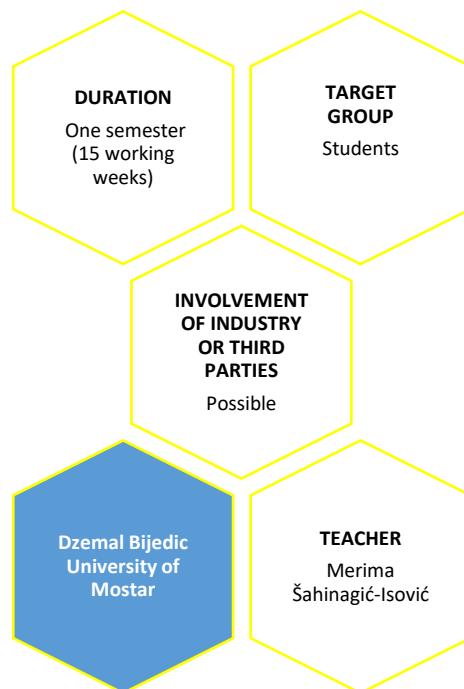 DURATION
One semester
(15 working
weeks)
TARGET
GROUP
Students
INVOLVEMENT
OF INDUSTRY
OR THIRD
PARTIES
Possible
Dzemal Bijedic
University of
Mostar
TEACHER
Merima
Šahinagić-Isović